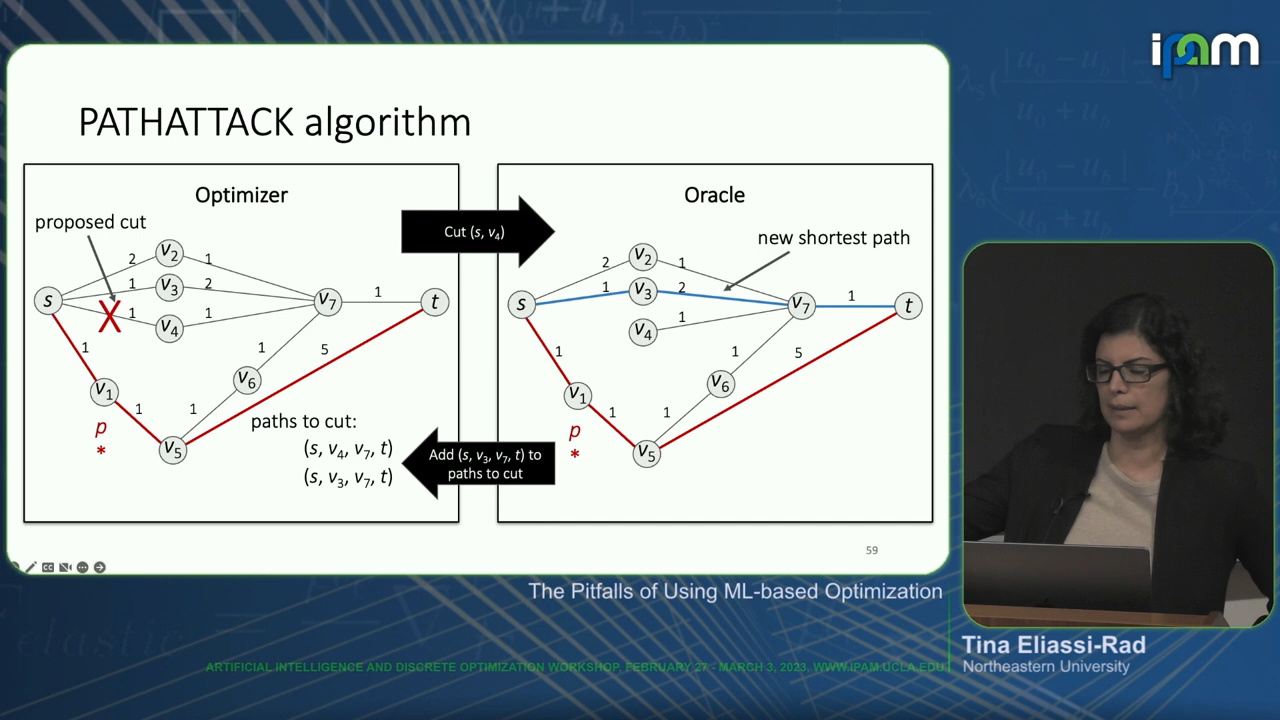 ipam
PATHATTACK algorithm
Optimizer
proposed cut
s
v2
v3
v4
v7
t
v1
v5
v6
2
1
1
2
1
1
1
1
1
1
1
5
p
*
paths to cut:
(s, v4, v7, t)
(s, v3, v7, t)
Cut (s, v4)
Add (s, v3, v7, t) to
paths to cut
Oracle
new shortest path
s
v2
v3
v4
v7
t
v1
v5
v6
2
1
1
2
1
1
1
1
1
1
5
p
*
59
The Pitfalls of Using ML-based Optimization
Tina Eliassi-Rad
Northeastern University
ARTIFICIAL INTELLIGENCE AND DISCRETE OPTIMIZATION WORKSHOP, FEBRUARY 27 - MARCH 3, 2023, WWW.IPAM.UCLA.EDU
elastic